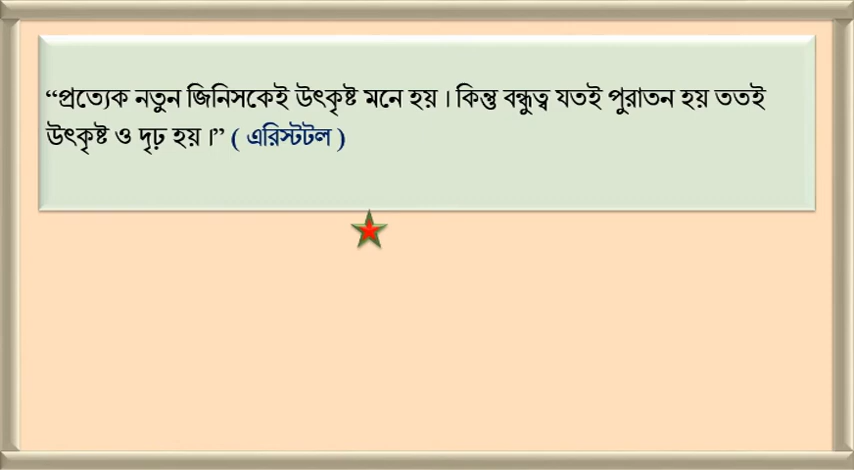 “প্রত্যেক নতুন জিনিসকেই উৎকৃষ্ট মনে হয়। কিন্তু বন্ধুত্ব যতই পুরাতন হয় ততই
উৎকৃষ্ট ও দৃঢ় হয়।” ( এরিস্টটল )